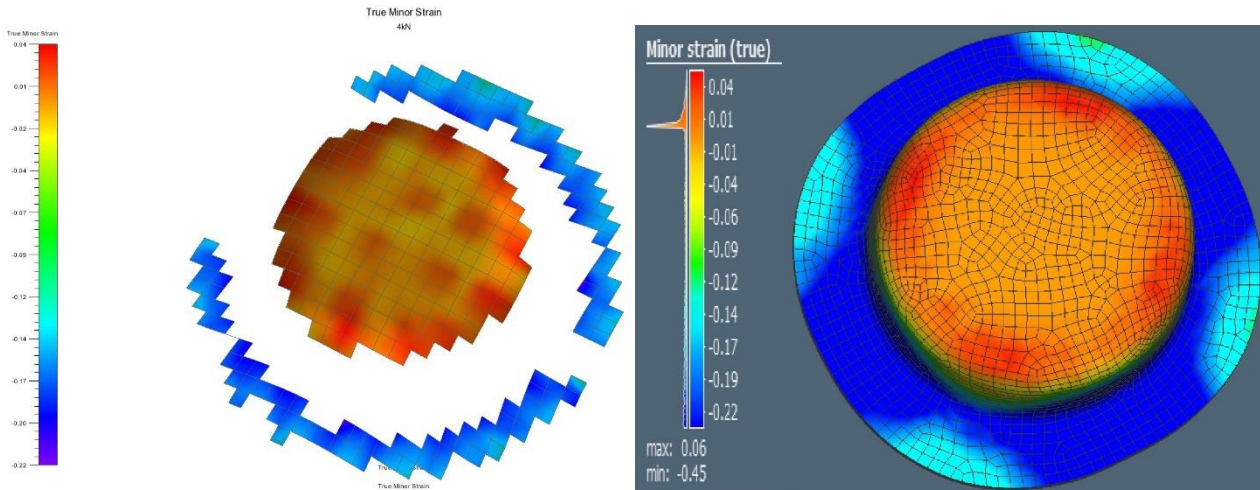 True Minor Strain
4kN
True Minor Strain
0.04
0.01
-0.02
-0.04
-0.07
-0.09
-0.12
-0.14
-0.17
-0.20
-0.22
True Minor Strain
True Minor Strain
Minor strain (true)
0.04
0.01
-0.01
-0.04
-0.06
-0.09
-0.12
-0.14
-0.17
-0.19
-0.22
max: 0.06
min: -0.45